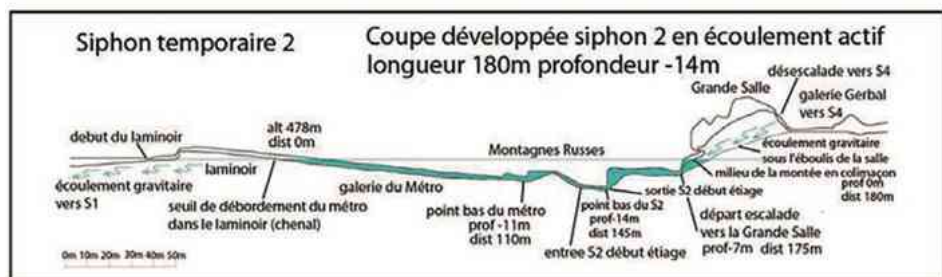 Siphon temporaire 2
Coupe développée siphon 2 en écoulement actif
longueur 180m profondeur -14m
désescalade vers S4
Grande Salle
galerie Gerbal
vers S4
debut du laminoir
alt 478m
dist 0m
Montagnes Russes
écoulement gravitaire
sous l'éboulis de la salle
milieu de la montée en colimaçon
prof 0m
dist 180m
écoulement gravitaire
vers S1
laminoir
galerie du Métro
sortie S2 début étiage
seuil de débordement du métro
dans le laminoir (chenal)
point bas du métro
prof -11m
dist 110m
point bas du S2
prof-14m
dist 145m
entree S2 début étiage
départ escalade
vers la Grande Salle
prof-7m dist 175m
0m 10m 20m 30m 40m 50m